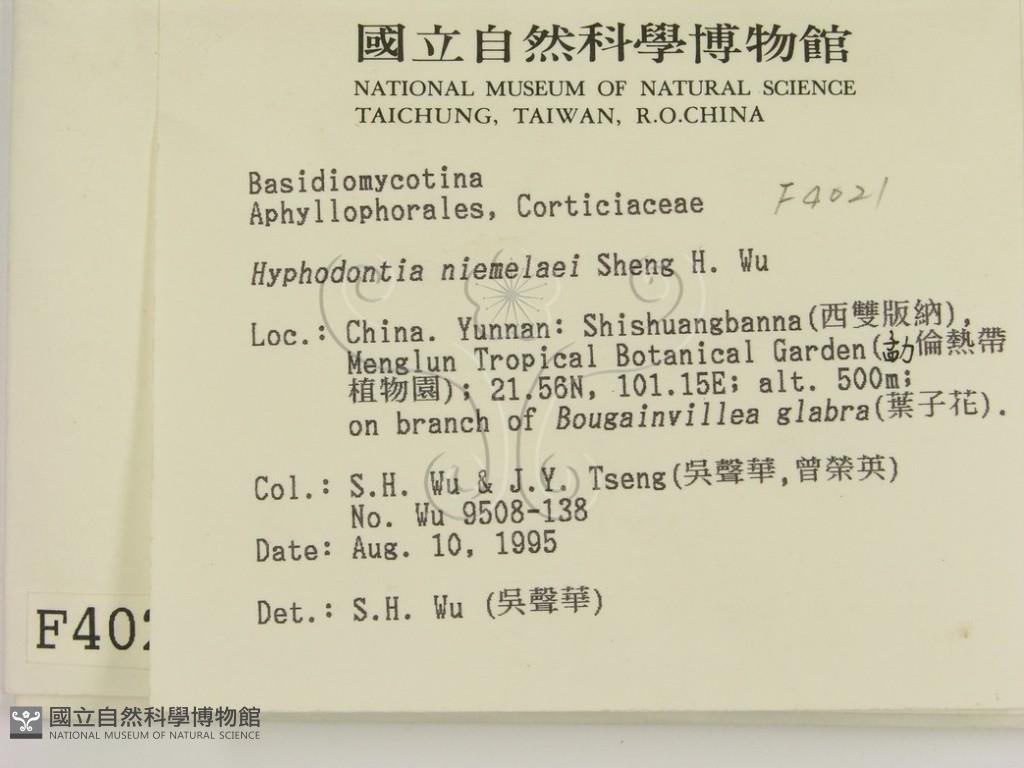 國立自然科學博物館
NATIONAL MUSEUM OF NATURAL SCIENCE
TAICHUNG, TAIWAN, R.O.CHINA
Basidiomycotina
Aphyllophorales, Corticiaceae
F4021
Hyphodontia niemelaei Sheng H. Wu
Loc.: China. Yunnan: Shishuangbanna(西雙版納),
Menglun Tropical Botanical Garden(勐倫熱帶
植物園); 21.56N, 101.15E; alt. 500m;
on branch of Bougainvillea glabra(葉子花).
Col.: S.H. Wu & J.Y. Tseng(吳聲華,曾榮英)
No. Wu 9508-138
Date: Aug. 10, 1995
Det.: S.H. Wu (吳聲華)
F402
國立自然科學博物館
NATIONAL MUSEUM OF NATURAL SCIENCE